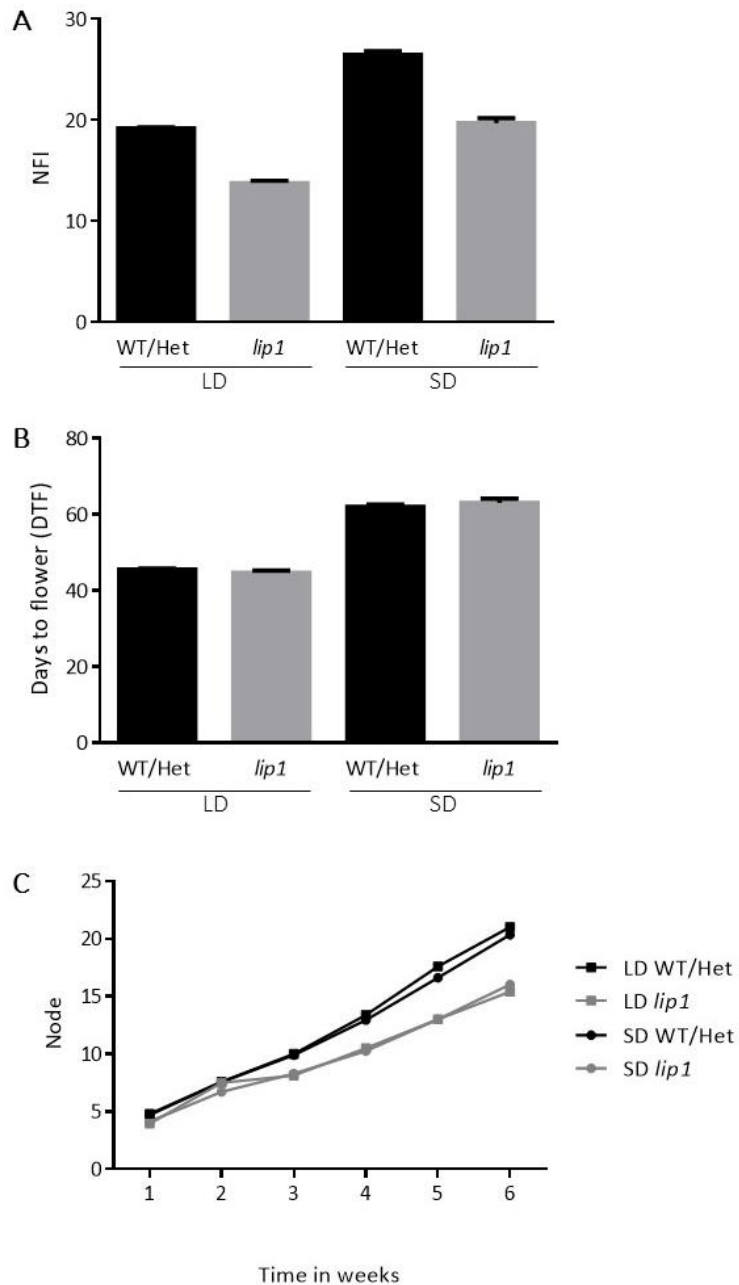 A
30
20
10
0
NFI
WT/Het lip1 WT/Het lip1
LD SD
B
80
60
40
20
0
Days to flower (DTF)
WT/Het lip1 WT/Het lip1
LD SD
C
25
20
15
10
5
0
Node
1 2 3 4 5 6
Time in weeks
LD WT/Het
LD lip1
SD WT/Het
SD lip1